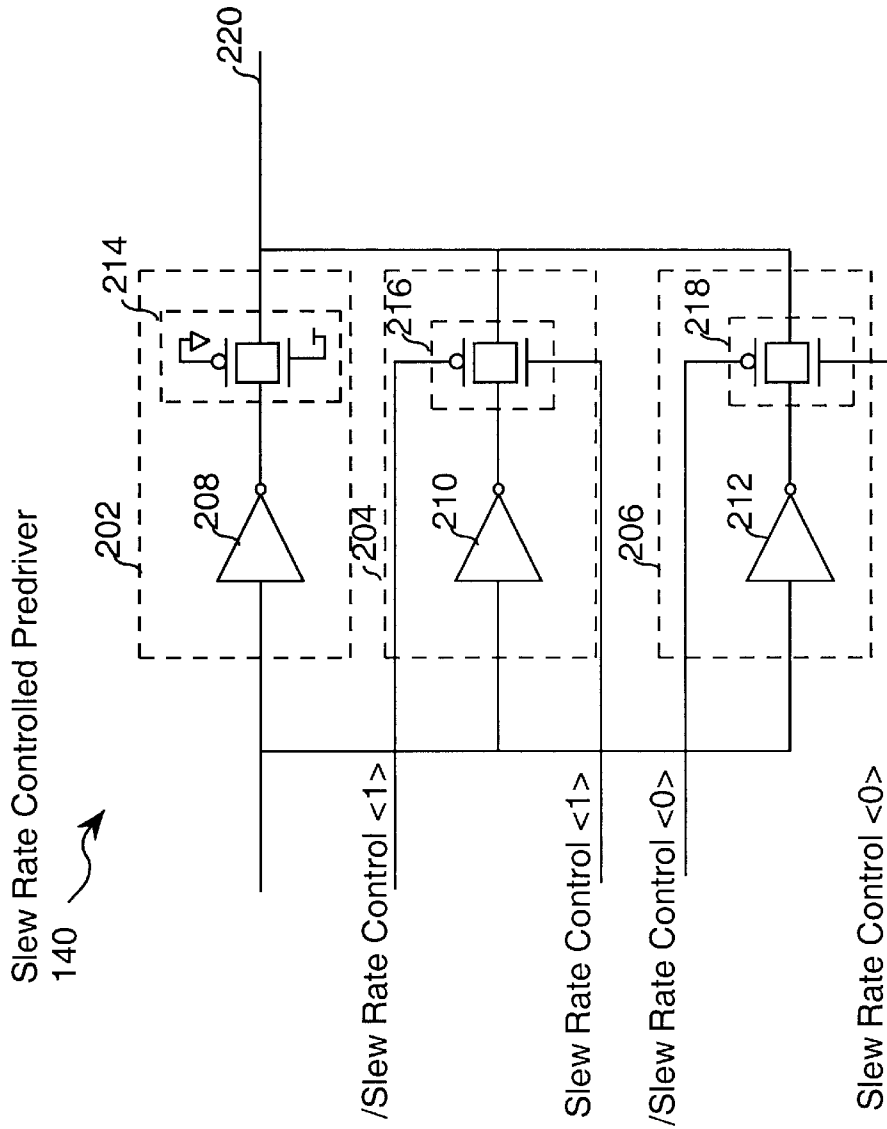 Slew Rate Controlled Predriver
140
202
208
214
220
/Slew Rate Control <1>
204
210
216
Slew Rate Control <1>
/Slew Rate Control <0>
206
212
218
Slew Rate Control <0>